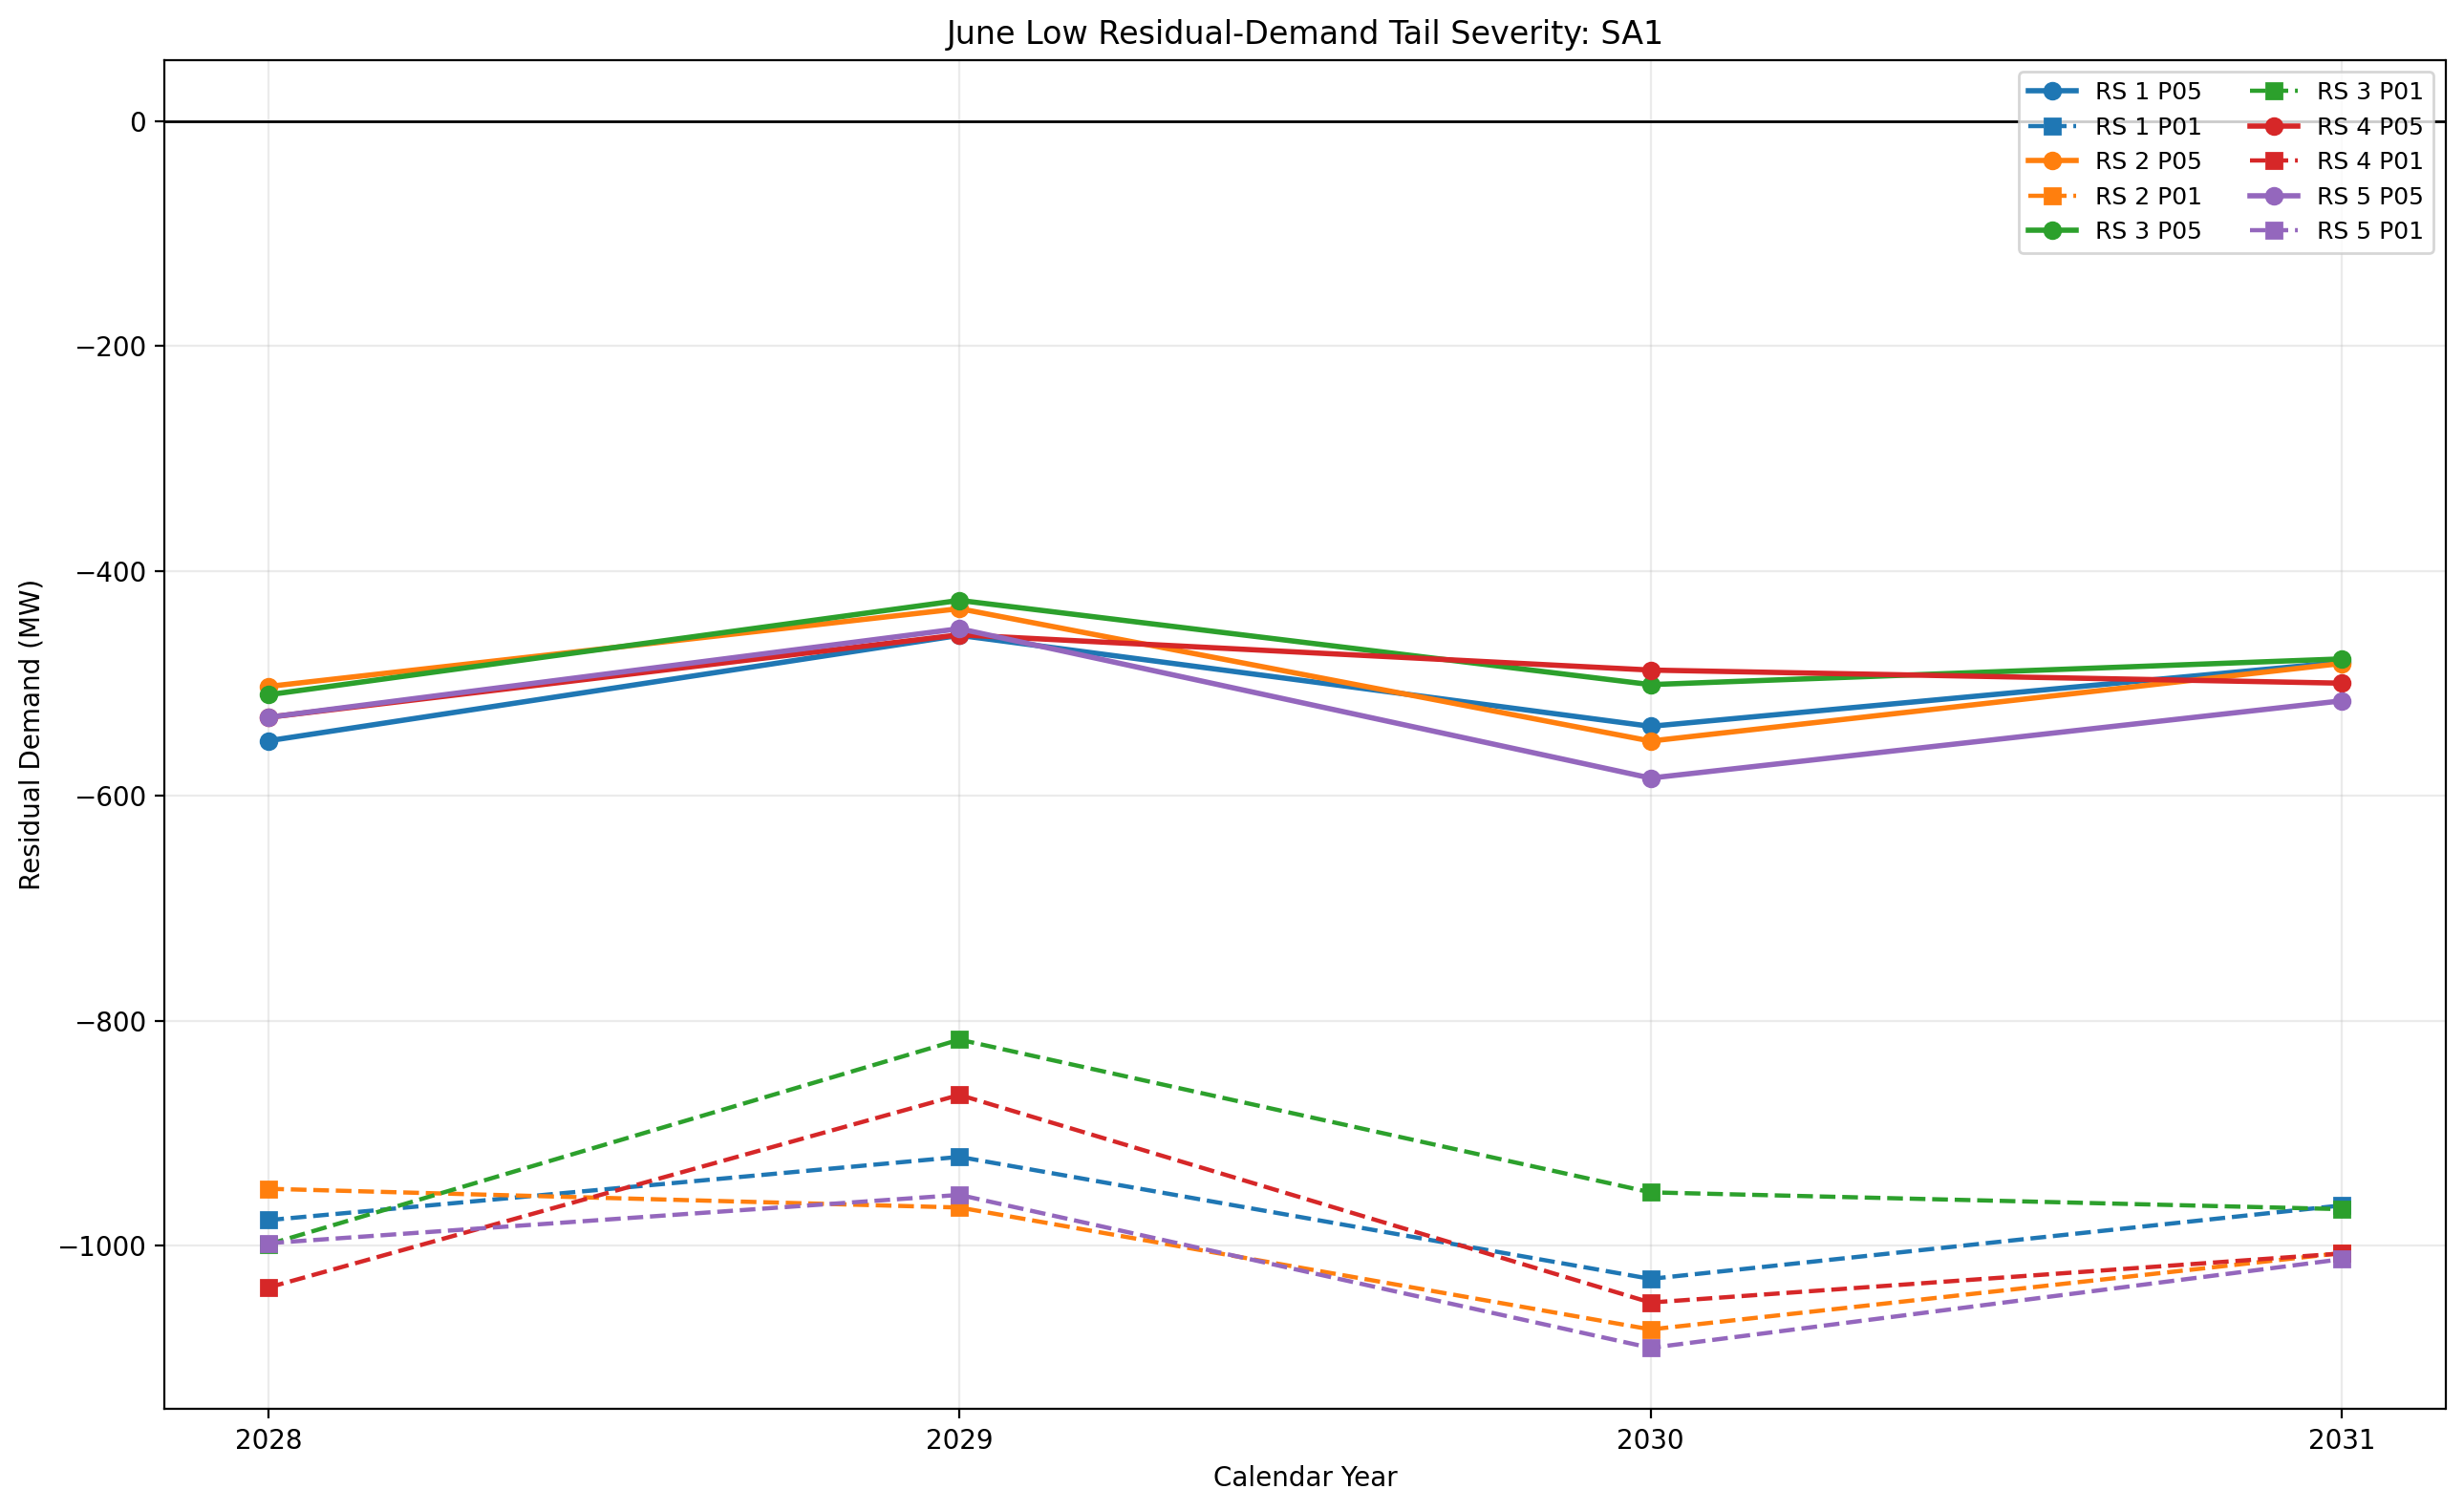 June Low Residual-Demand Tail Severity: SA1
RS 1 P05
RS 1 P01
RS 2 P05
RS 2 P01
RS 3 P05
RS 3 P01
RS 4 P05
RS 4 P01
RS 5 P05
RS 5 P01
0
−200
−400
−600
−800
−1000
Residual Demand (MW)
2028
2029
2030
2031
Calendar Year